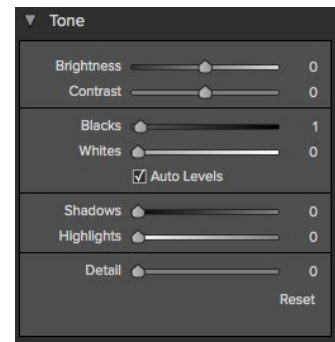 Tone
Brightness 0
Contrast 0
Blacks 1
Whites 0
Auto Levels
Shadows 0
Highlights 0
Detail 0
Reset